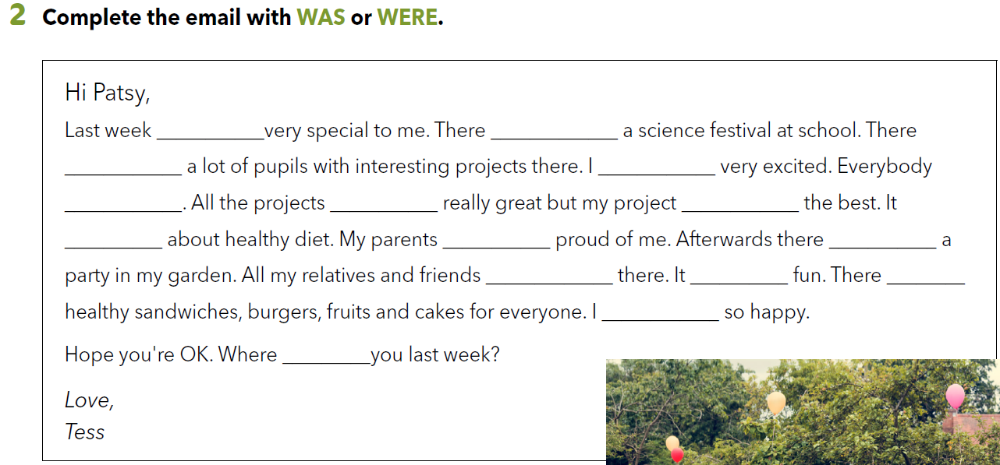 2 Complete the email with WAS or WERE.
Hi Patsy,
Last week __________very special to me. There ____________ a science festival at school. There
___________ a lot of pupils with interesting projects there. I ___________ very excited. Everybody
___________. All the projects __________ really great but my project ___________ the best. It
_________ about healthy diet. My parents __________ proud of me. Afterwards there __________ a
party in my garden. All my relatives and friends ____________ there. It _________ fun. There _______
healthy sandwiches, burgers, fruits and cakes for everyone. I ___________ so happy.
Hope you're OK. Where ________you last week?
Love,
Tess